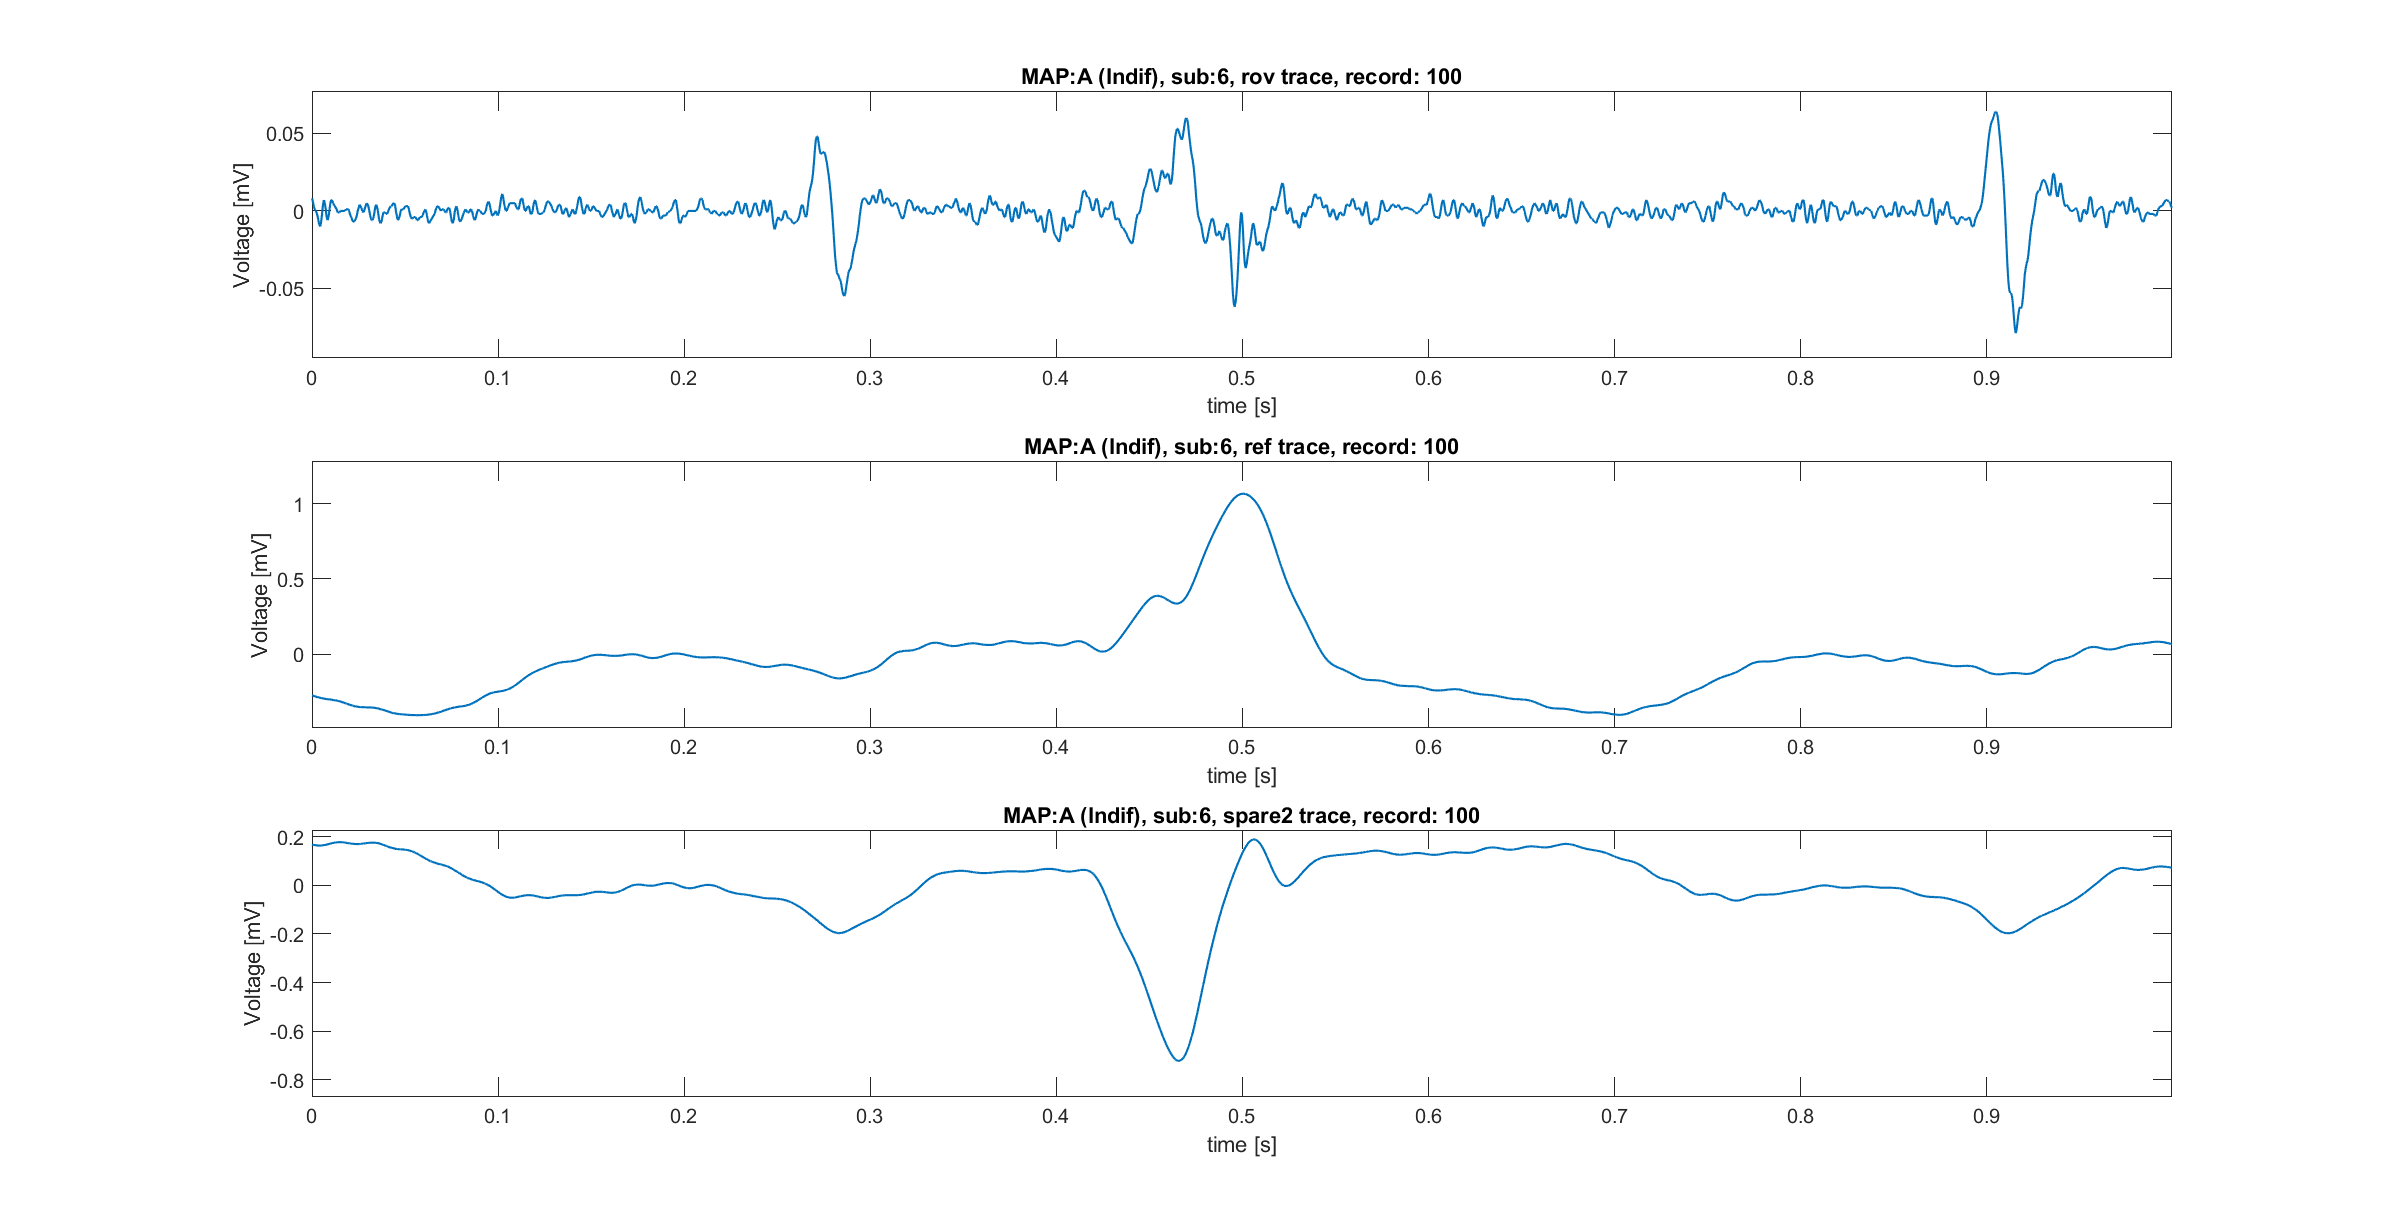 MAP:A (Indif), sub:6, rov trace, record: 100
Voltage [mV]
0.05
0
-0.05
0 0.1 0.2 0.3 0.4 0.5 0.6 0.7 0.8 0.9
time [s]
MAP:A (Indif), sub:6, ref trace, record: 100
Voltage [mV]
1
0.5
0
0 0.1 0.2 0.3 0.4 0.5 0.6 0.7 0.8 0.9
time [s]
MAP:A (Indif), sub:6, spare2 trace, record: 100
Voltage [mV]
0.2
0
-0.2
-0.4
-0.6
-0.8
0 0.1 0.2 0.3 0.4 0.5 0.6 0.7 0.8 0.9
time [s]